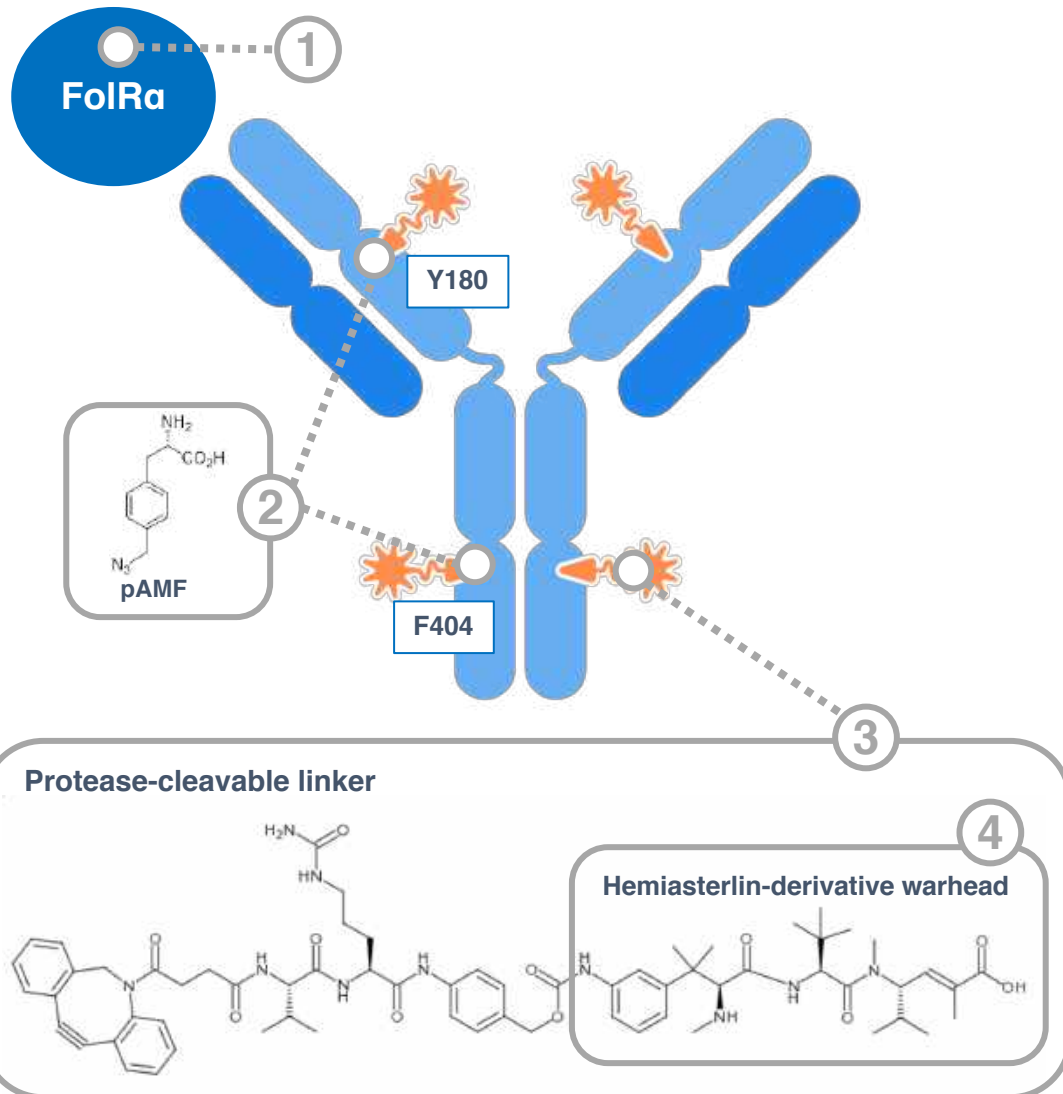 FolRα
1
Y180
NH₂
CO₂H
2
N₃
pAMF
F404
3
Protease-cleavable linker
4
Hemiasterlin-derivative warhead
H₂N
O
HN
O
O
H
N
O
H
N
O
H
N
O
O
N
O
N
H
O
O
N
H
O
N
OH
NH